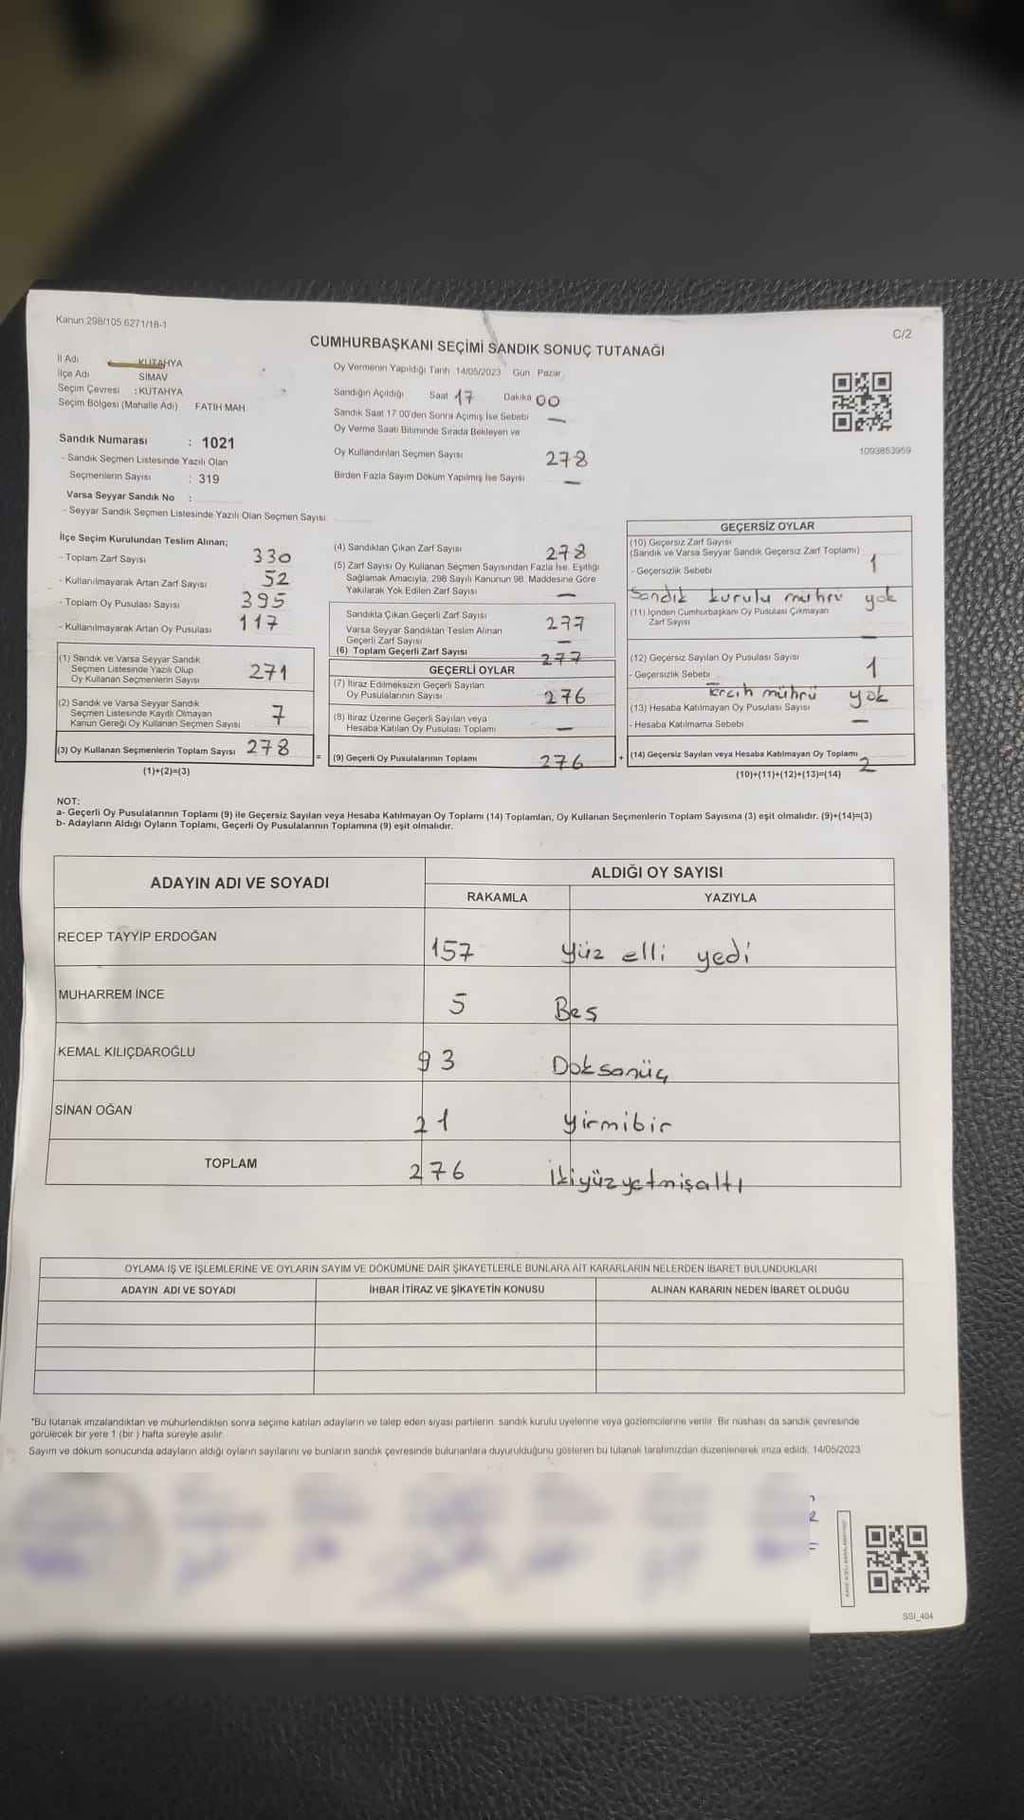 Kanun 298/105 6271/18-1
C/2
CUMHURBAŞKANI SEÇİMİ SANDIK SONUÇ TUTANAĞI
İl Adı KUTAHYA
İlçe Adı SIMAV
Seçim Çevresi : KUTAHYA
Seçim Bölgesi (Mahalle Adı) FATIH MAH
Oy Vermenin Yapıldığı Tarih 14/05/2023 Gün Pazar
Sandığın Açıldığı Saat 17 Dakika 00
Sandık Saat 17 00'den Sonra Açmış İse Sebebi —
Oy Verme Saati Bitiminde Sırada Bekleyen ve
Oy Kullandırılan Seçmen Sayısı 278
Birden Fazla Sayım Döküm Yapılmış İse Sayısı —
1093853959
Sandık Numarası : 1021
- Sandık Seçmen Listesinde Yazılı Olan
Seçmenlerin Sayısı : 319
Varsa Seyyar Sandık No :
- Seyyar Sandık Seçmen Listesinde Yazılı Olan Seçmen Sayısı
İlçe Seçim Kurulundan Teslim Alınan;
- Toplam Zarf Sayısı 330
- Kullanılmayarak Artan Zarf Sayısı 52
- Toplam Oy Pusulası Sayısı 395
- Kullanılmayarak Artan Oy Pusulası 117
(1) Sandık ve Varsa Seyyar Sandık
Seçmen Listesinde Yazılı Olup
Oy Kullanan Seçmenlerin Sayısı 271
(2) Sandık ve Varsa Seyyar Sandık
Seçmen Listesinde Kayıtlı Olmayan
Kanun Gereği Oy Kullanan Seçmen Sayısı 7
(3) Oy Kullanan Seçmenlerin Toplam Sayısı 278
(1)+(2)=(3)
(4) Sandıktan Çıkan Zarf Sayısı 278
(5) Zarf Sayısı Oy Kullanan Seçmen Sayısından Fazla İse, Eşitliği
Sağlamak Amacıyla, 298 Sayılı Kanunun 98. Maddesine Göre
Yakılarak Yok Edilen Zarf Sayısı —
Sandıkta Çıkan Geçerli Zarf Sayısı 277
Varsa Seyyar Sandıktan Teslim Alınan
Geçerli Zarf Sayısı —
(6) Toplam Geçerli Zarf Sayısı 277
GEÇERLİ OYLAR
(7) İtiraz Edilmeksizin Geçerli Sayılan
Oy Pusulalarının Sayısı 276
(8) İtiraz Üzerine Geçerli Sayılan veya
Hesaba Katılan Oy Pusulası Toplamı —
= (9) Geçerli Oy Pusulalarının Toplamı 276
GEÇERSİZ OYLAR
(10) Geçersiz Zarf Sayısı
(Sandık ve Varsa Seyyar Sandık Geçersiz Zarf Toplamı) 1
- Geçersizlik Sebebi
Sandık kurulu mührü yok
(11) İçinden Cumhurbaşkanı Oy Pusulası Çıkmayan
Zarf Sayısı —
(12) Geçersiz Sayılan Oy Pusulası Sayısı 1
- Geçersizlik Sebebi
Tercih mührü yok
(13) Hesaba Katılmayan Oy Pusulası Sayısı —
- Hesaba Katılmama Sebebi
+ (14) Geçersiz Sayılan veya Hesaba Katılmayan Oy Toplamı 2
(10)+(11)+(12)+(13)=(14)
NOT:
a- Geçerli Oy Pusulalarının Toplamı (9) ile Geçersiz Sayılan veya Hesaba Katılmayan Oy Toplamı (14) Toplamları, Oy Kullanan Seçmenlerin Toplam Sayısına (3) eşit olmalıdır. (9)+(14)=(3)
b- Adayların Aldığı Oyların Toplamı, Geçerli Oy Pusulalarının Toplamına (9) eşit olmalıdır.
ADAYIN ADI VE SOYADI
ALDIĞI OY SAYISI
RAKAMLA YAZIYLA
RECEP TAYYİP ERDOĞAN 157 Yüz elli yedi
MUHARREM İNCE 5 Beş
KEMAL KILIÇDAROĞLU 93 Doksanüç
SİNAN OĞAN 21 Yirmibir
TOPLAM 276 İkiyüzyetmişaltı
OYLAMA İŞ VE İŞLEMLERİNE VE OYLARIN SAYIM VE DÖKÜMÜNE DAİR ŞİKAYETLERLE BUNLARA AİT KARARLARIN NELERDEN İBARET BULUNDUKLARI
ADAYIN ADI VE SOYADI İHBAR İTİRAZ VE ŞİKAYETİN KONUSU ALINAN KARARIN NEDEN İBARET OLDUĞU
*Bu tutanak imzalandıktan ve mühürlendikten sonra seçime katılan adayların ve talep eden siyasi partilerin sandık kurulu üyelerine veya gözlemcilerine verilir. Bir nüshası da sandık çevresinde
görülecek bir yere 1 (bir) hafta süreyle asılır.
Sayım ve döküm sonucunda adayların aldığı oyların sayılarını ve bunların sandık çevresinde bulunanlara duyurulduğunu gösteren bu tutanak tarafımızdan düzenlenerek imza edildi. 14/05/2023
SSI_404